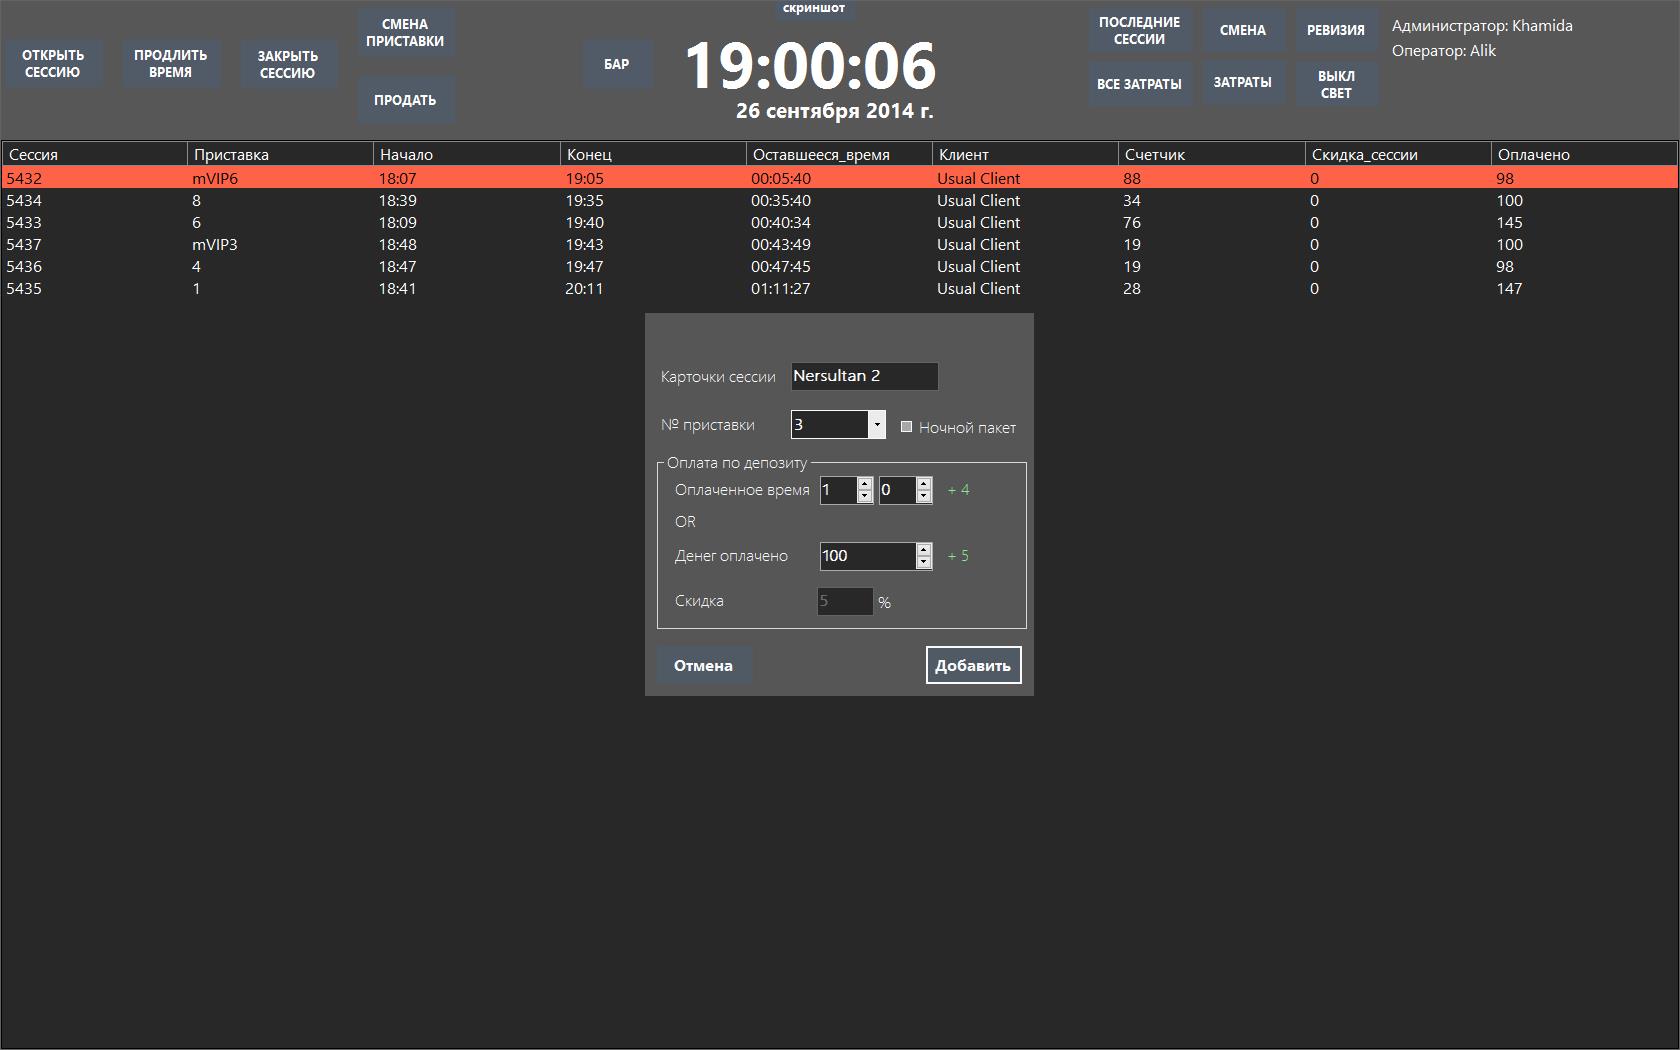 скриншот
ОТКРЫТЬ
СЕССИЮ
ПРОДЛИТЬ
ВРЕМЯ
ЗАКРЫТЬ
СЕССИЮ
СМЕНА
ПРИСТАВКИ
ПРОДАТЬ
БАР
19:00:06
26 сентября 2014 г.
ПОСЛЕДНИЕ
СЕССИИ
СМЕНА
РЕВИЗИЯ
ВСЕ ЗАТРАТЫ
ЗАТРАТЫ
ВЫКЛ
СВЕТ
Администратор: Khamida
Оператор: Alik
Сессия Приставка Начало Конец Оставшееся_время Клиент Счетчик Скидка_сессии Оплачено
5432 mVIP6 18:07 19:05 00:05:40 Usual Client 88 0 98
5434 8 18:39 19:35 00:35:40 Usual Client 34 0 100
5433 6 18:09 19:40 00:40:34 Usual Client 76 0 145
5437 mVIP3 18:48 19:43 00:43:49 Usual Client 19 0 100
5436 4 18:47 19:47 00:47:45 Usual Client 19 0 98
5435 1 18:41 20:11 01:11:27 Usual Client 28 0 147
Карточки сессии Nersultan 2
№ приставки 3 Ночной пакет
Оплата по депозиту
Оплаченное время 1 0 + 4
OR
Денег оплачено 100 + 5
Скидка 5 %
Отмена Добавить